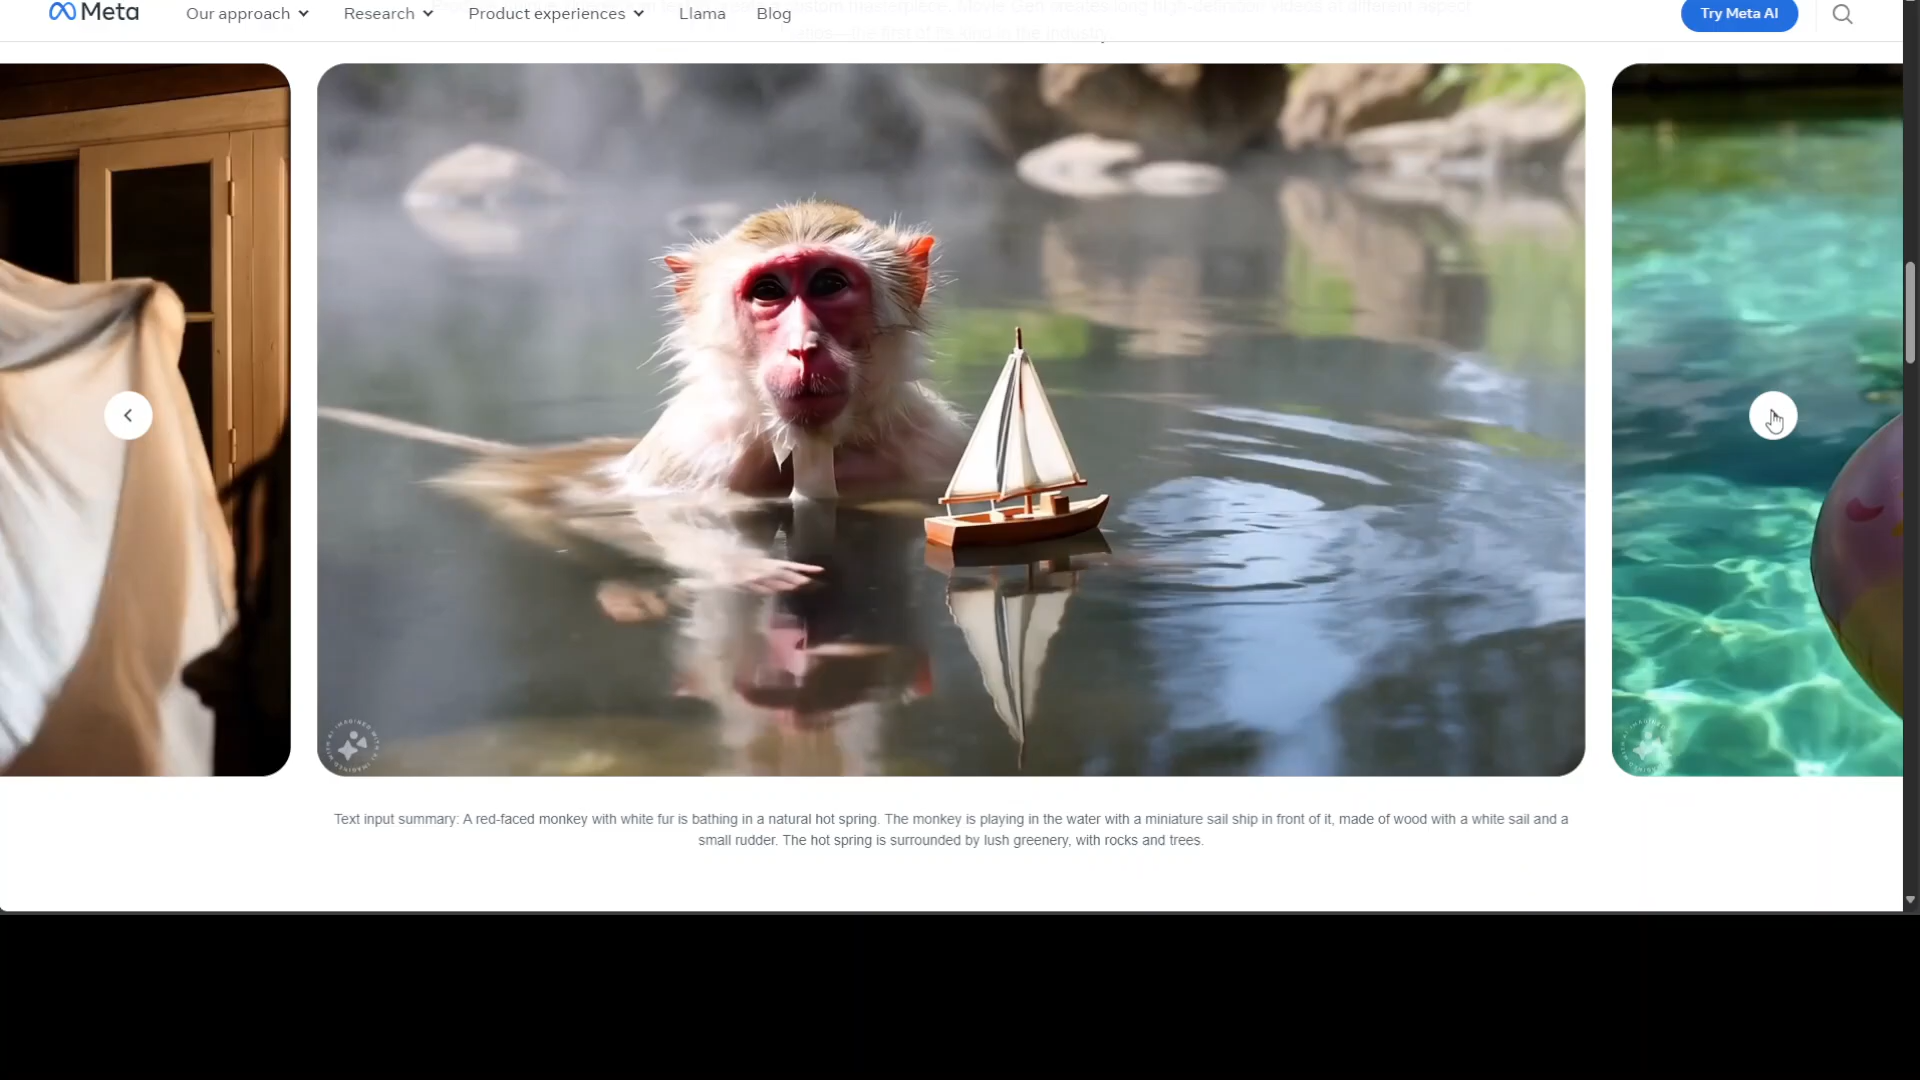 Meta
Our approach
Research
Product experiences
Llama
Blog
Try Meta AI
Text input summary: A red-faced monkey with white fur is bathing in a natural hot spring. The monkey is playing in the water with a miniature sail ship in front of it, made of wood with a white sail and a
small rudder. The hot spring is surrounded by lush greenery, with rocks and trees.